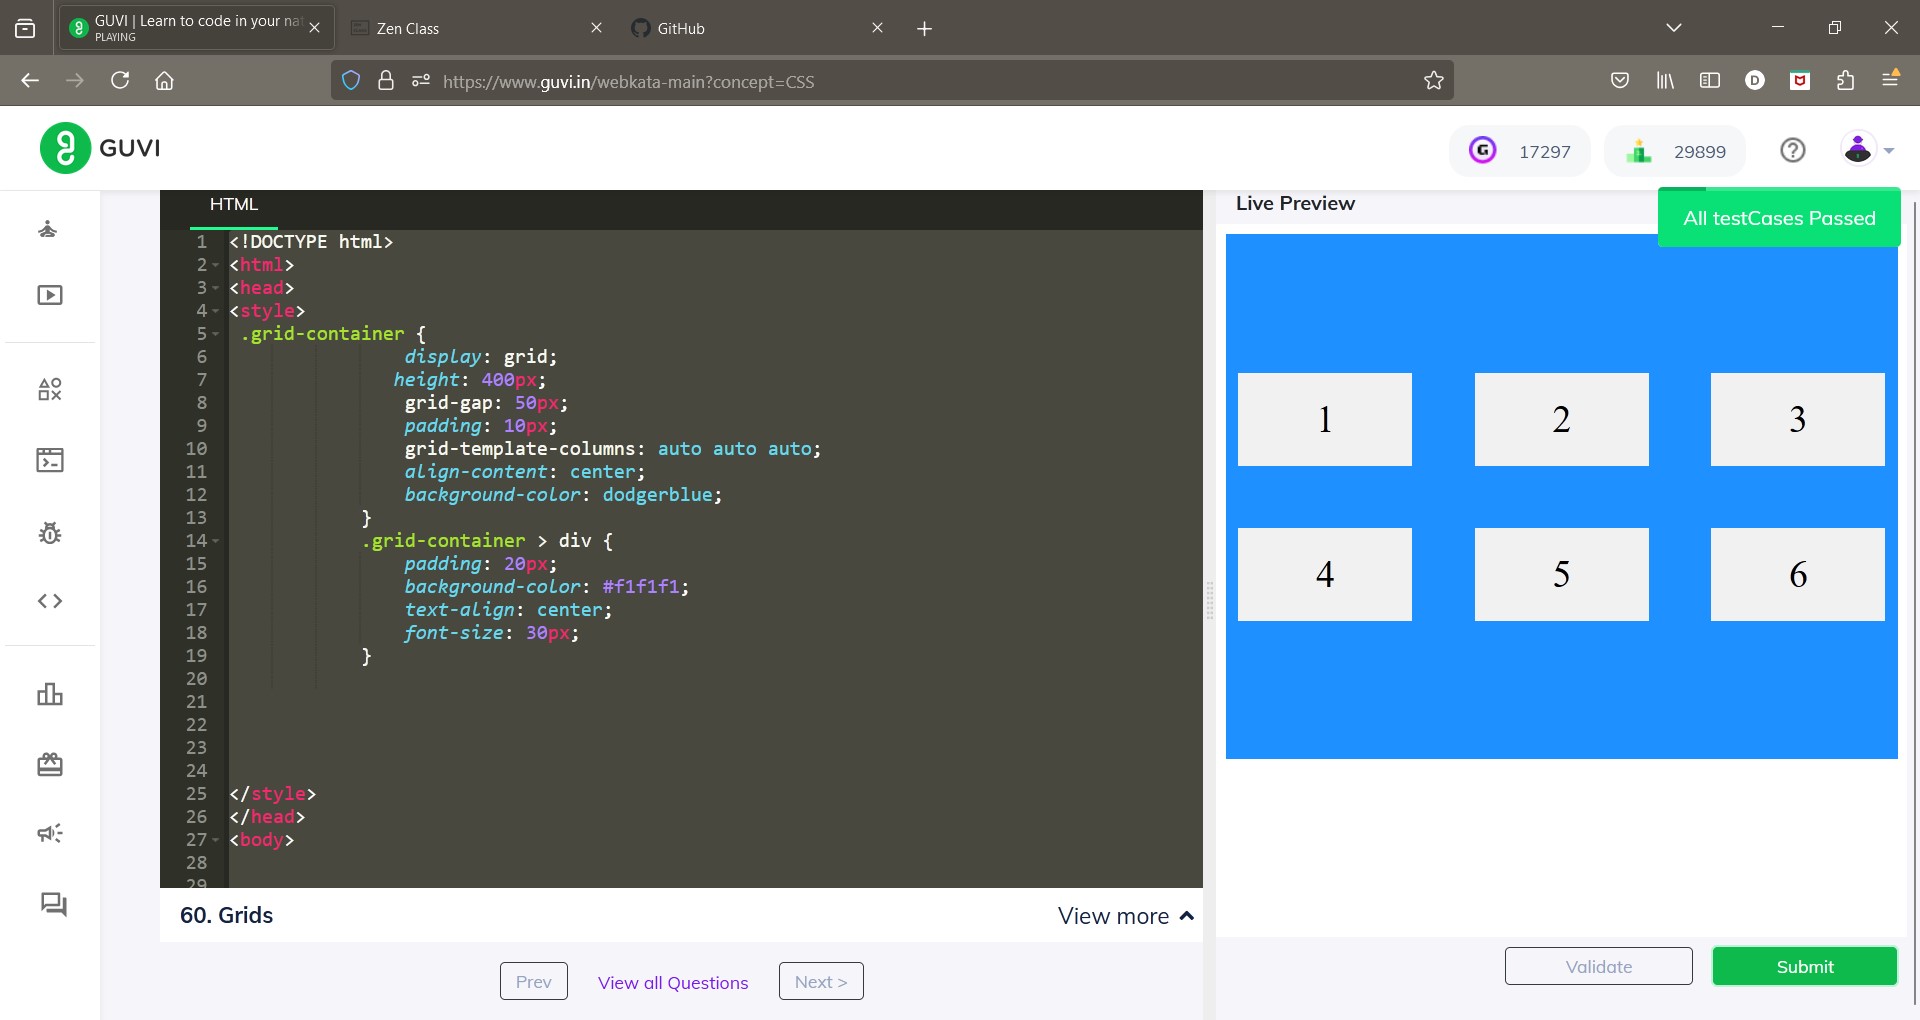 GUVI | Learn to code in your nat
PLAYING
Zen Class
GitHub
https://www.guvi.in/webkata-main?concept=CSS
D
GUVI
G
17297
29899
HTML
Live Preview
All testCases Passed
1 <!DOCTYPE html>
2 <html>
3 <head>
4 <style>
5 .grid-container {
6 display: grid;
7 height: 400px;
8 grid-gap: 50px;
9 padding: 10px;
10 grid-template-columns: auto auto auto;
11 align-content: center;
12 background-color: dodgerblue;
13 }
14 .grid-container > div {
15 padding: 20px;
16 background-color: #f1f1f1;
17 text-align: center;
18 font-size: 30px;
19 }
20
21
22
23
24
25 </style>
26 </head>
27 <body>
28
29
1 2 3
4 5 6
60. Grids
View more
Prev
View all Questions
Next >
Validate
Submit